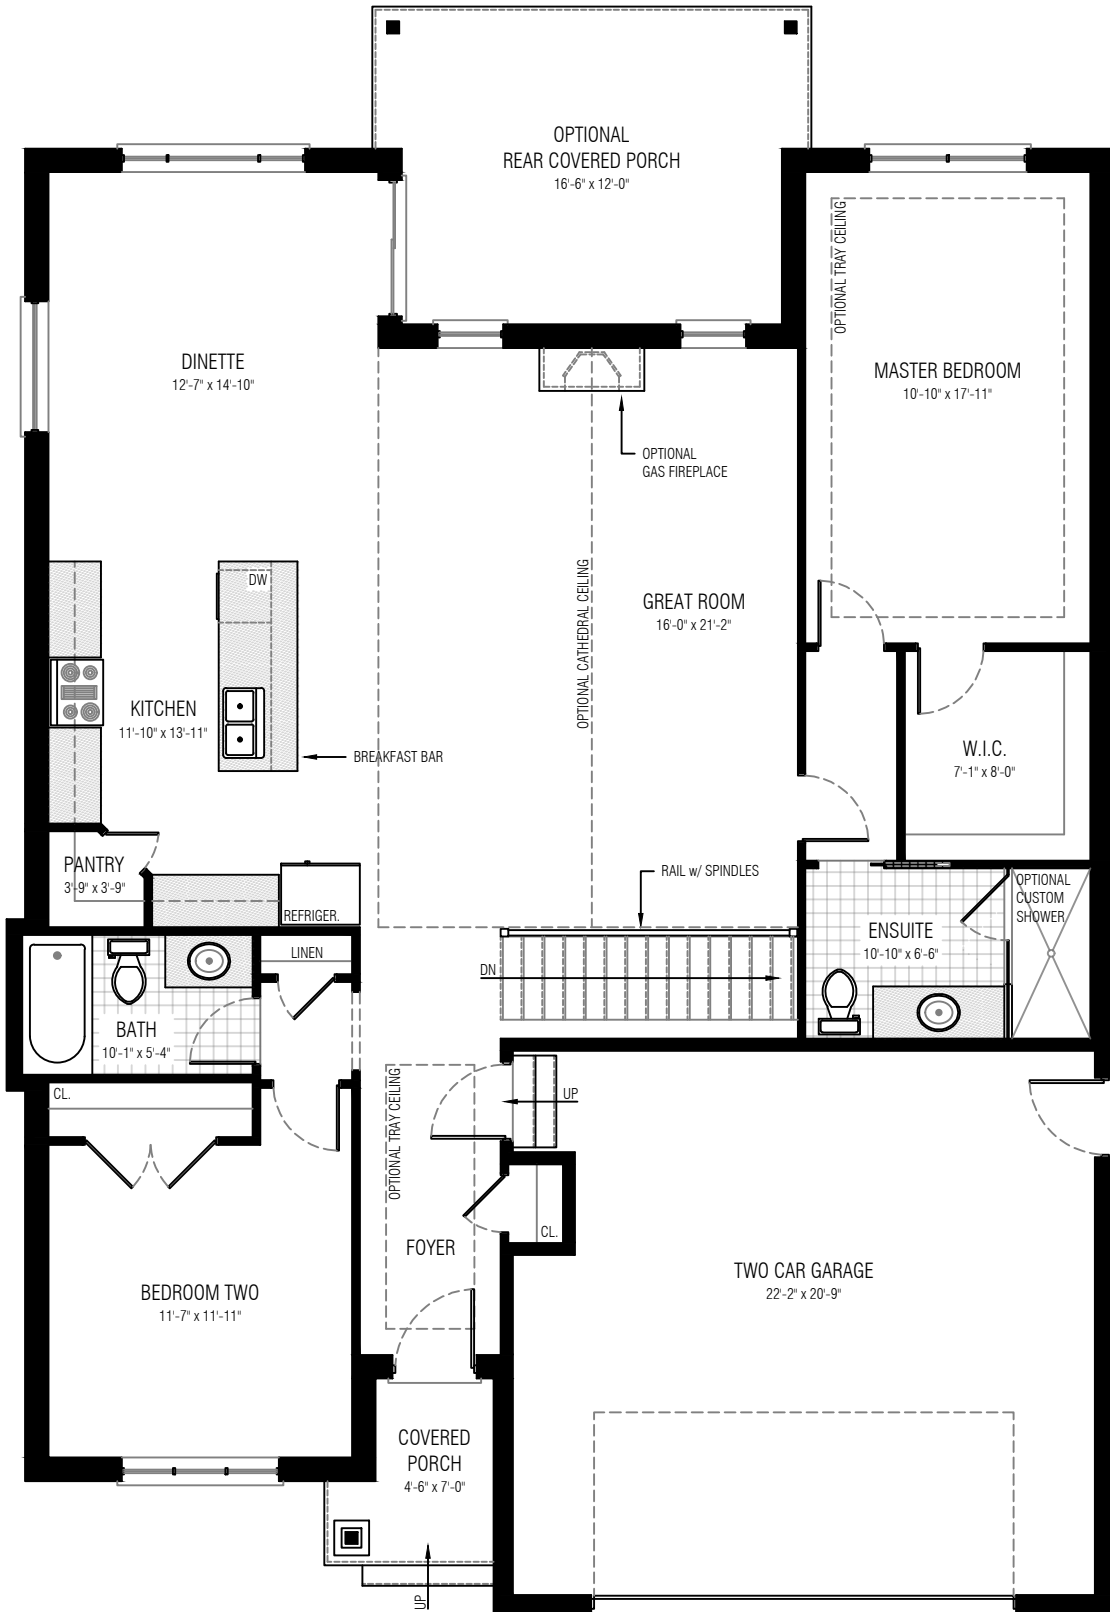 OPTIONAL
REAR COVERED PORCH
16'-6" x 12'-0"
OPTIONAL TRAY CEILING
DINETTE
12'-7" x 14'-10"
MASTER BEDROOM
10'-10" x 17'-11"
OPTIONAL
GAS FIREPLACE
OPTIONAL CATHEDRAL CEILING
DW
GREAT ROOM
16'-0" x 21'-2"
KITCHEN
11'-10" x 13'-11"
BREAKFAST BAR
W.I.C.
7'-1" x 8'-0"
PANTRY
3'-9" x 3'-9"
REFRIGER.
RAIL w/ SPINDLES
OPTIONAL
CUSTOM
SHOWER
ENSUITE
10'-10" x 6'-6"
LINEN
DN
BATH
10'-1" x 5'-4"
CL.
OPTIONAL TRAY CEILING
UP
CL.
FOYER
BEDROOM TWO
11'-7" x 11'-11"
TWO CAR GARAGE
22'-2" x 20'-9"
COVERED
PORCH
4'-6" x 7'-0"
UP